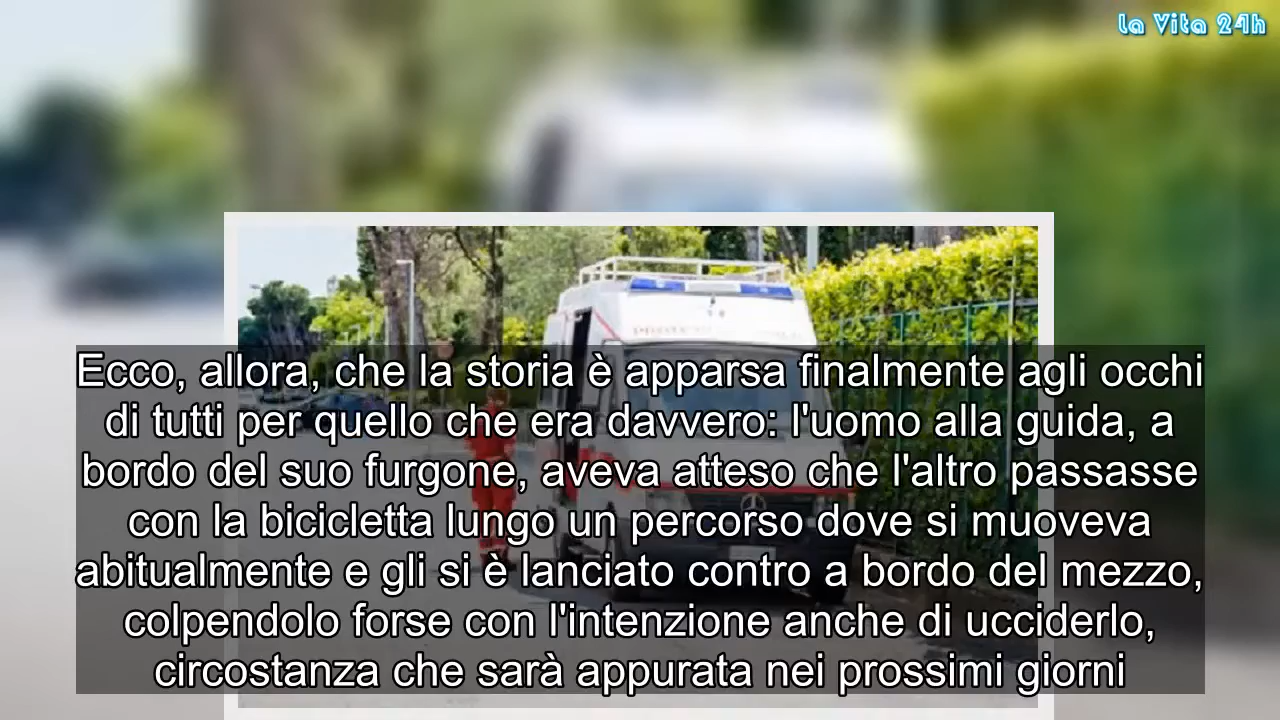 La Vita 24h
Ecco, allora, che la storia è apparsa finalmente agli occhi
di tutti per quello che era davvero: l'uomo alla guida, a
bordo del suo furgone, aveva atteso che l'altro passasse
con la bicicletta lungo un percorso dove si muoveva
abitualmente e gli si è lanciato contro a bordo del mezzo,
colpendolo forse con l'intenzione anche di ucciderlo,
circostanza che sarà appurata nei prossimi giorni